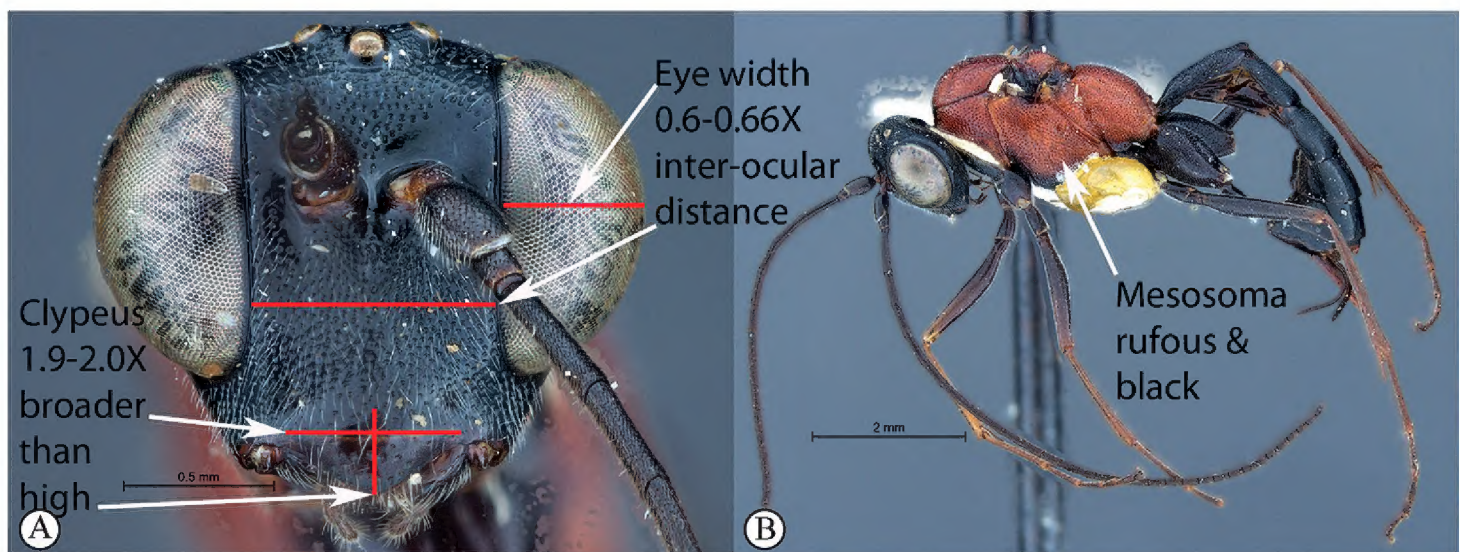 Eye width
0.6-0.66X
inter-ocular
distance
Clypeus
1.9-2.0X
broader
than
high
0.5 mm
A
Mesosoma
rufous &
black
2 mm
B